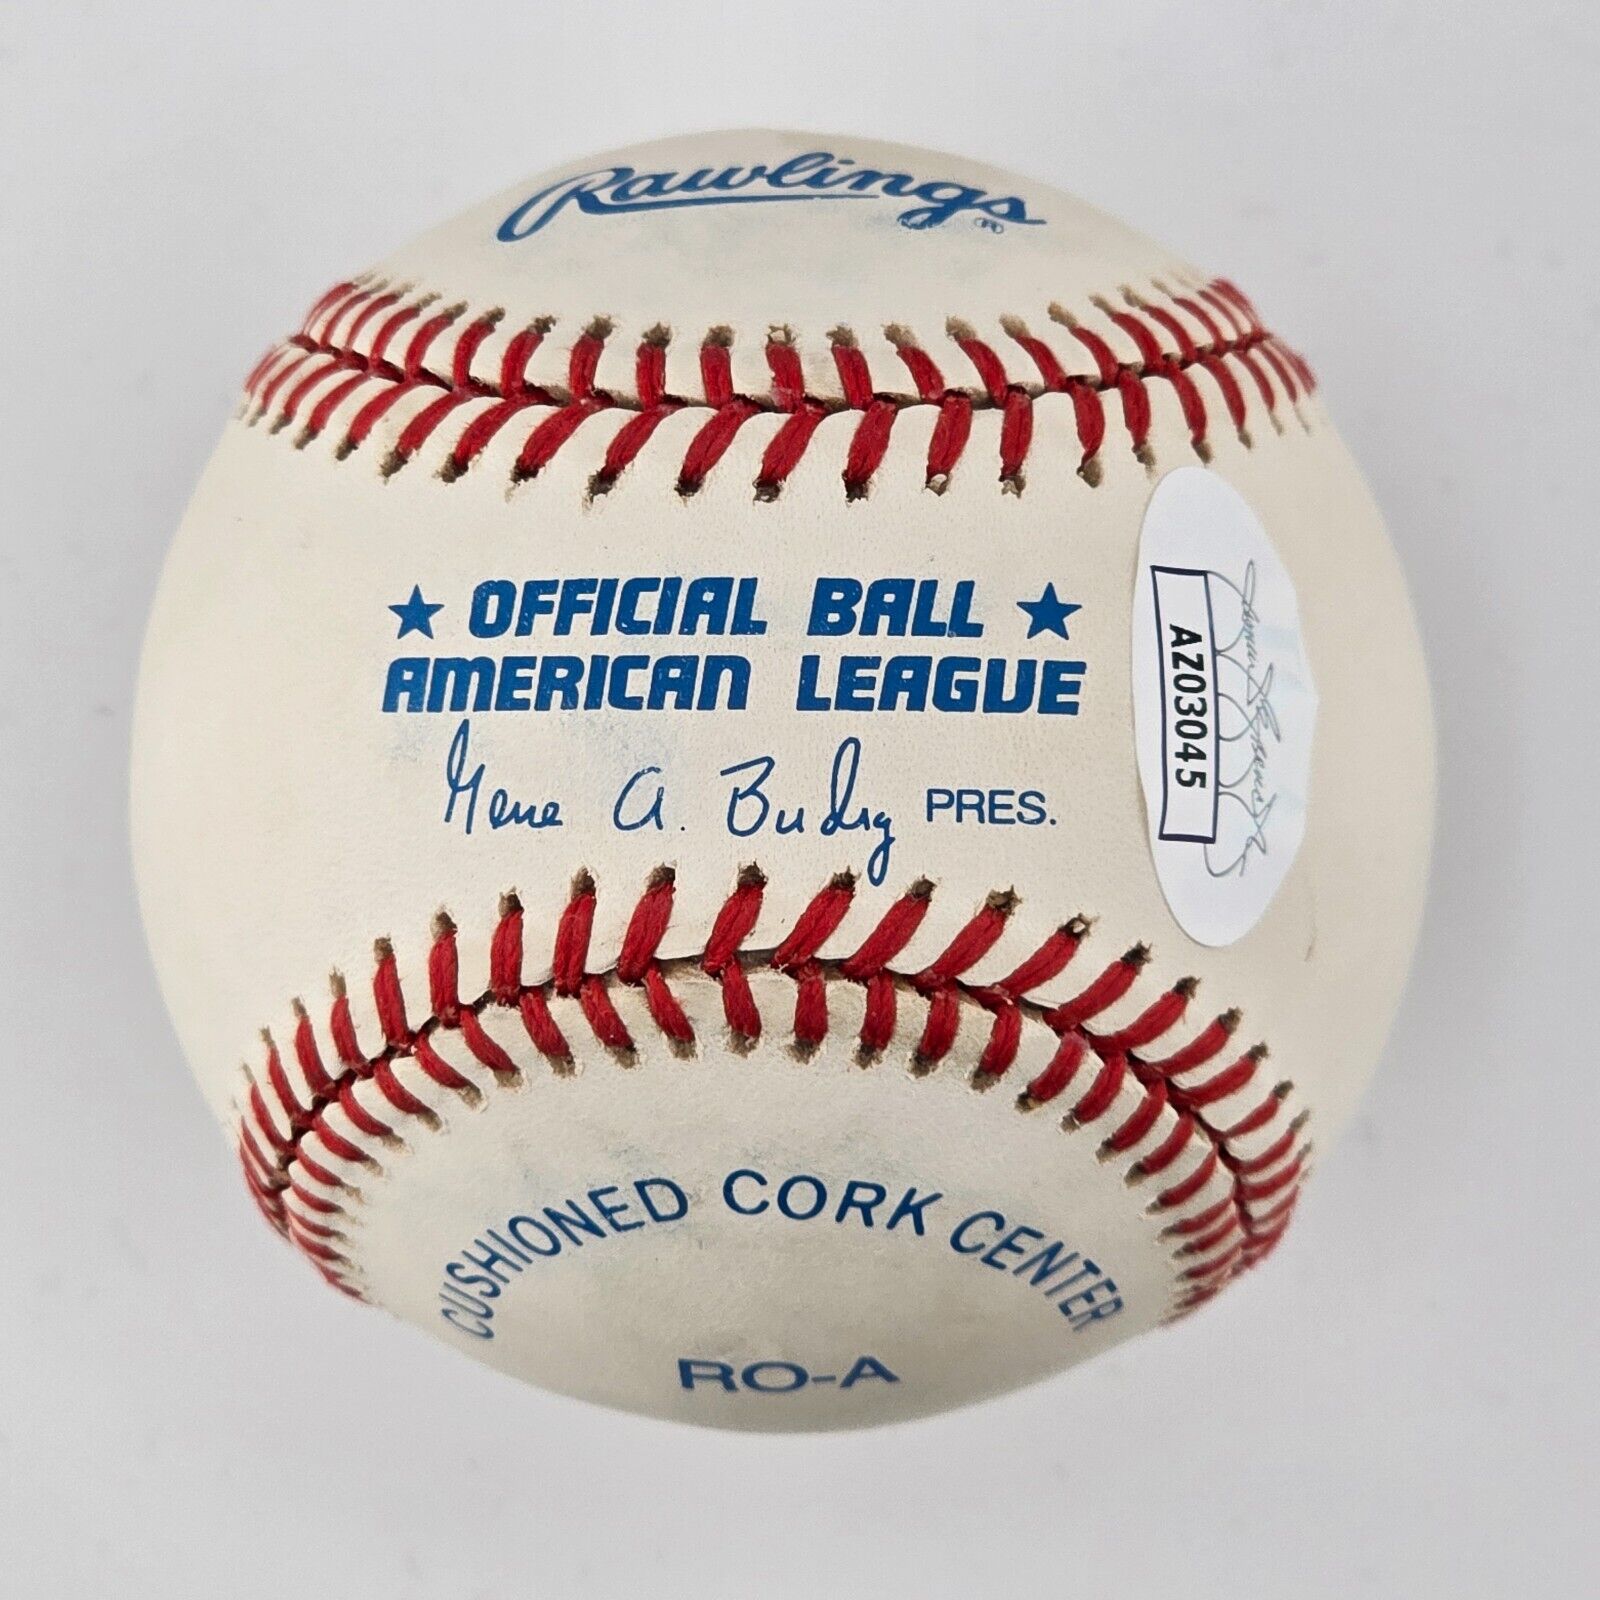 Rawlings ®
★ OFFICIAL BALL ★
AMERICAN LEAGUE
Gene A. Budig PRES.
AZ03045
CUSHIONED CORK CENTER
RO-A